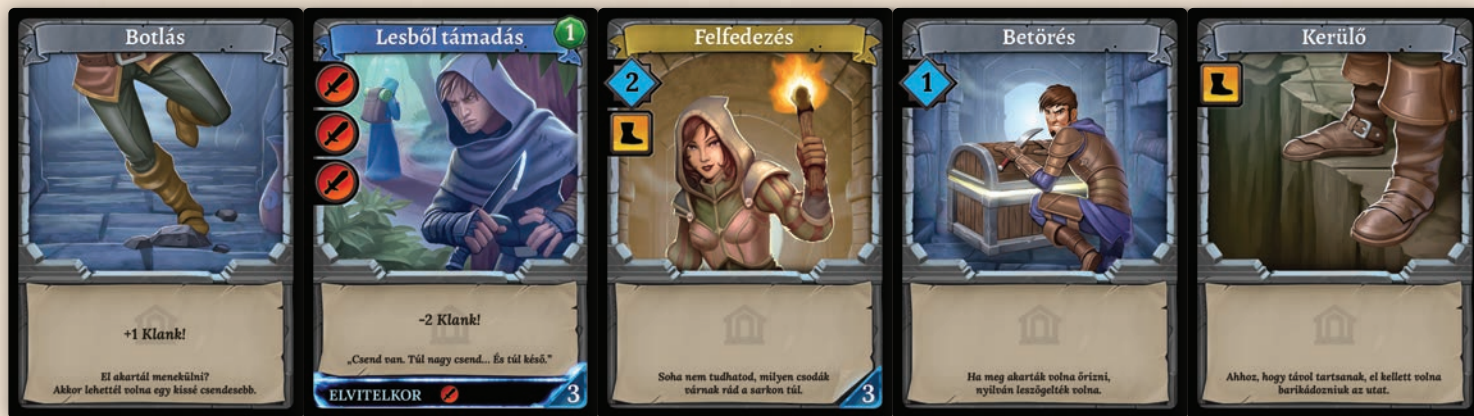 Botlás
+1 Klank!
El akartál menekülni?
Akkor lehettél volna egy kissé csendesebb.
Lesből támadás
1
-2 Klank!
„Csend van. Túl nagy csend... És túl késő.”
ELVITELKOR
3
Felfedezés
2
Soha nem tudhatod, milyen csodák
várnak rád a sarkon túl.
3
Betörés
1
Ha meg akarták volna őrizni,
nyilván leszögelték volna.
Kerülő
Ahhoz, hogy távol tartsanak, el kellett volna
barikádozniuk az utat.